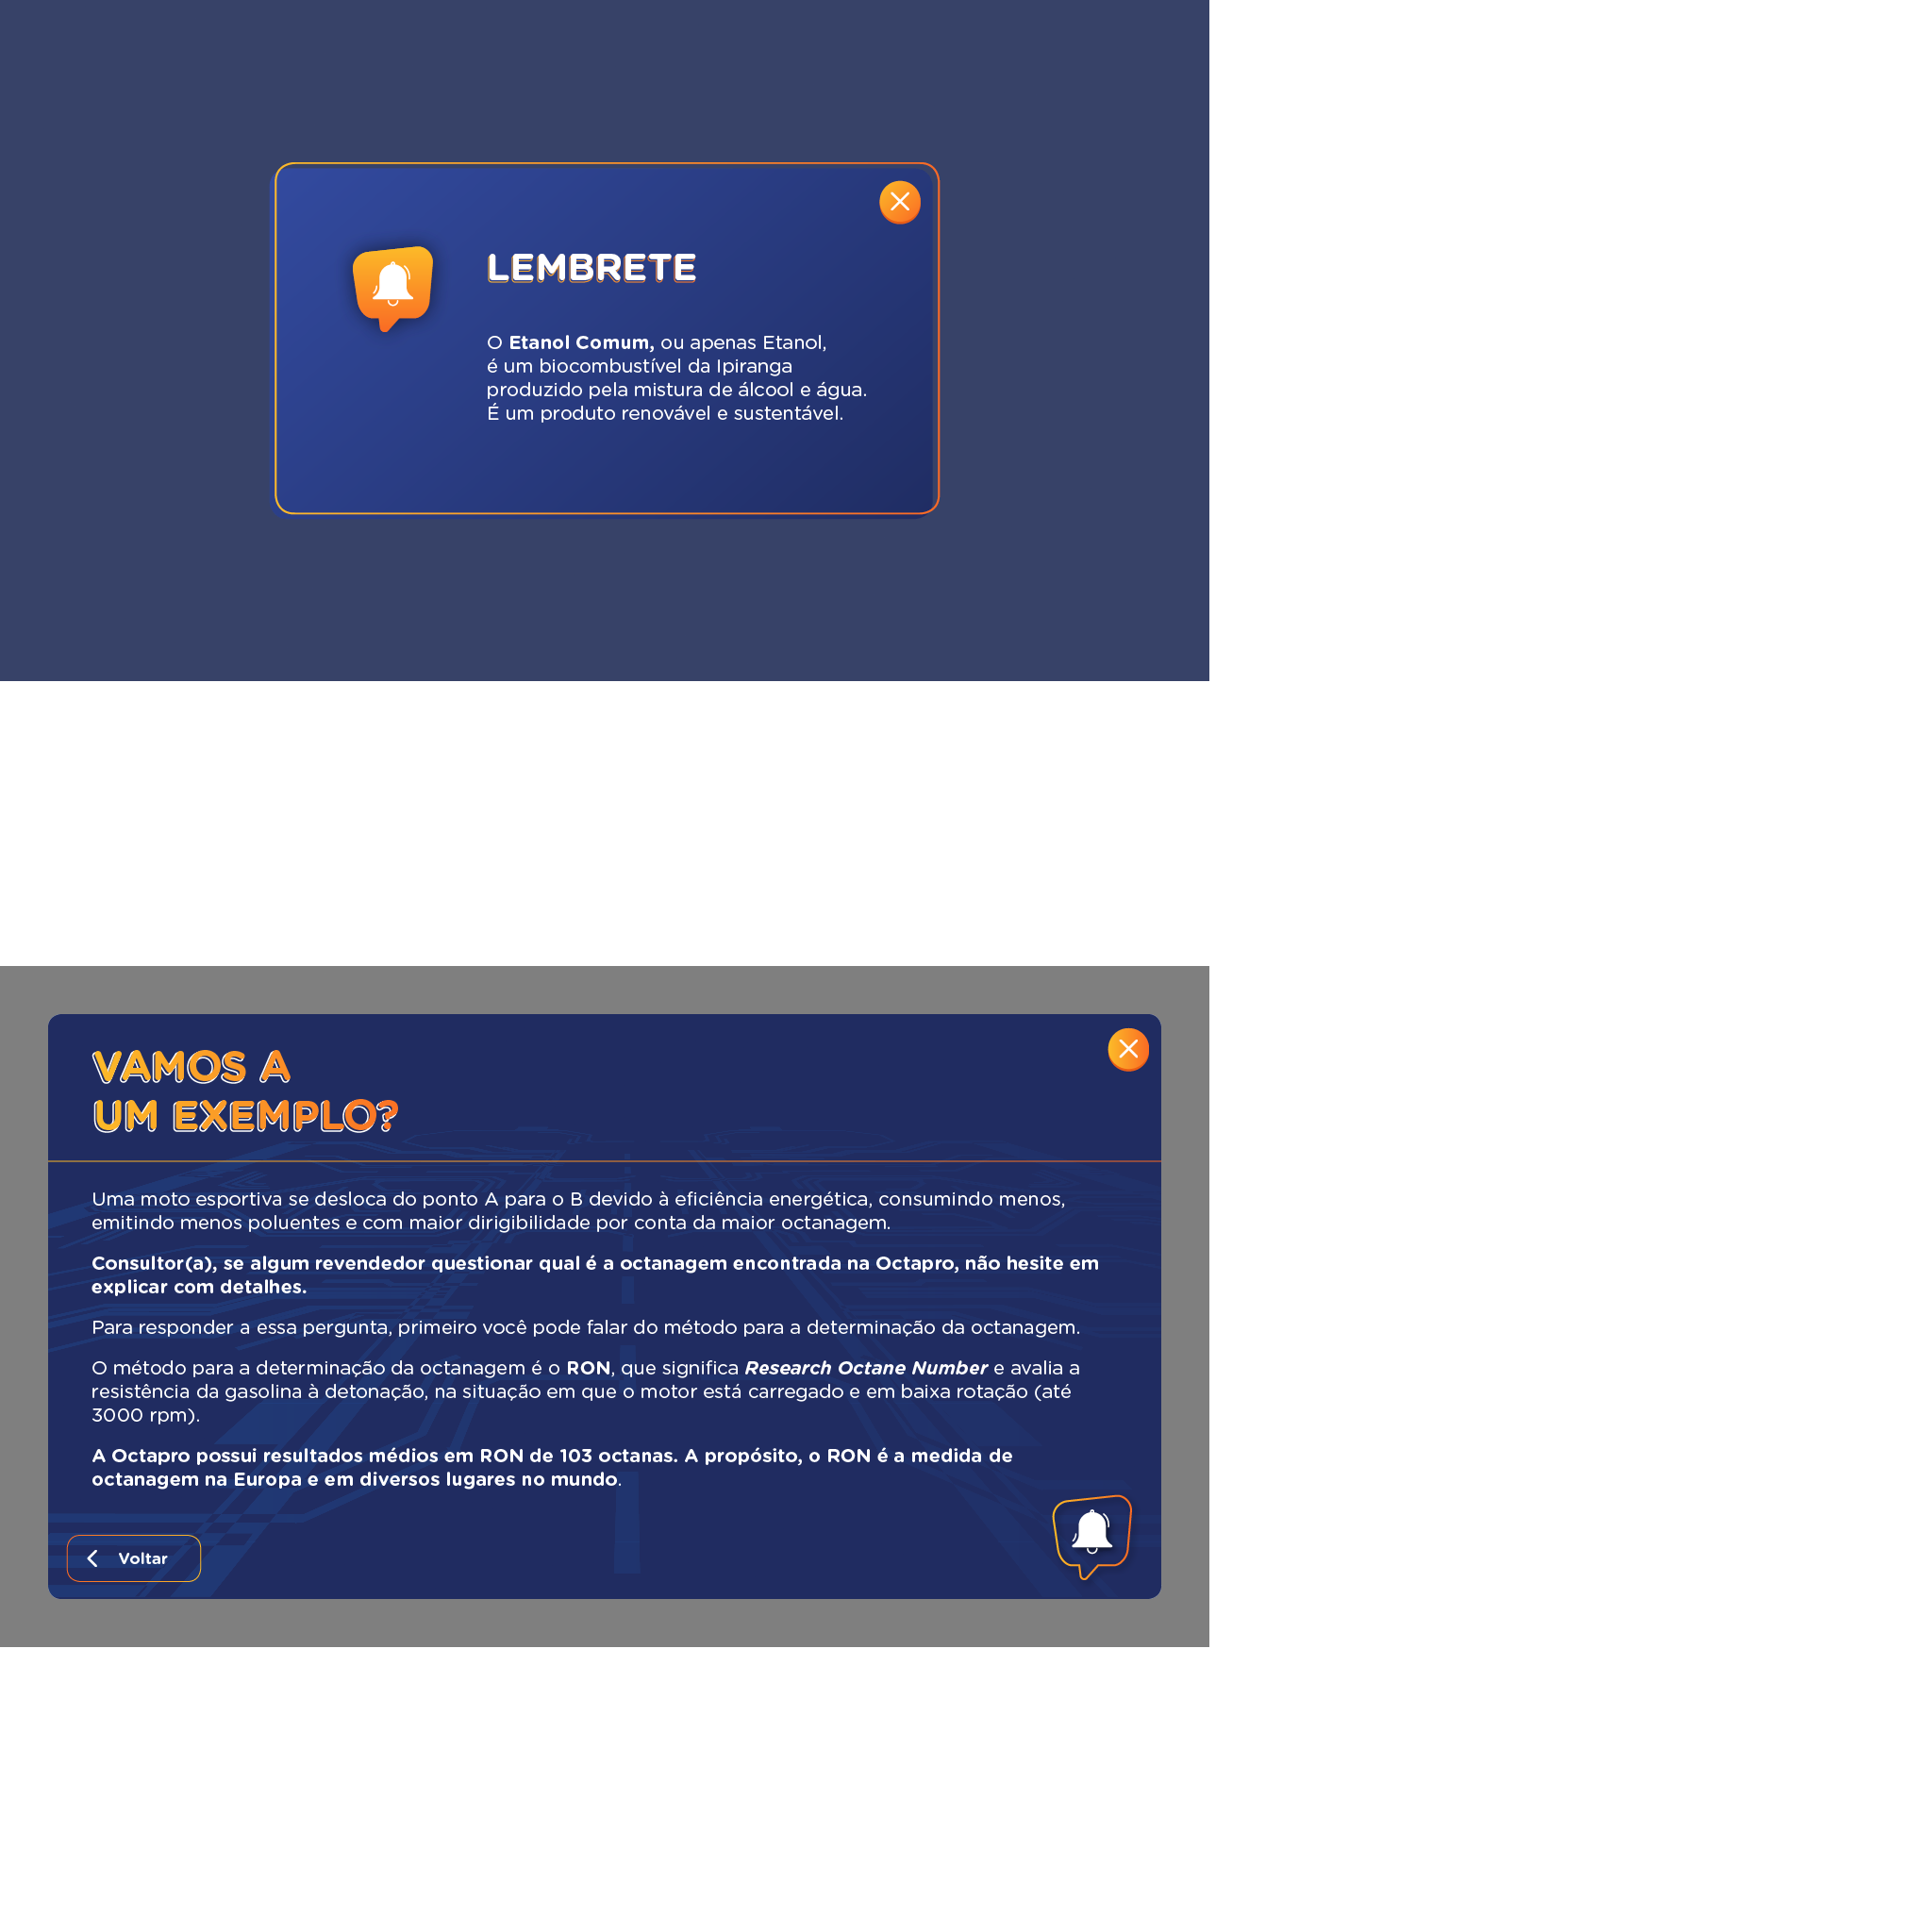 LEMBRETE
O Etanol Comum, ou apenas Etanol,
é um biocombustível da Ipiranga
produzido pela mistura de álcool e água.
É um produto renovável e sustentável.
VAMOS A
UM EXEMPLO?
Uma moto esportiva se desloca do ponto A para o B devido à eficiência energética, consumindo menos,
emitindo menos poluentes e com maior dirigibilidade por conta da maior octanagem.
Consultor(a), se algum revendedor questionar qual é a octanagem encontrada na Octapro, não hesite em
explicar com detalhes.
Para responder a essa pergunta, primeiro você pode falar do método para a determinação da octanagem.
O método para a determinação da octanagem é o RON, que significa Research Octane Number e avalia a
resistência da gasolina à detonação, na situação em que o motor está carregado e em baixa rotação (até
3000 rpm).
A Octapro possui resultados médios em RON de 103 octanas. A propósito, o RON é a medida de
octanagem na Europa e em diversos lugares no mundo.
Voltar